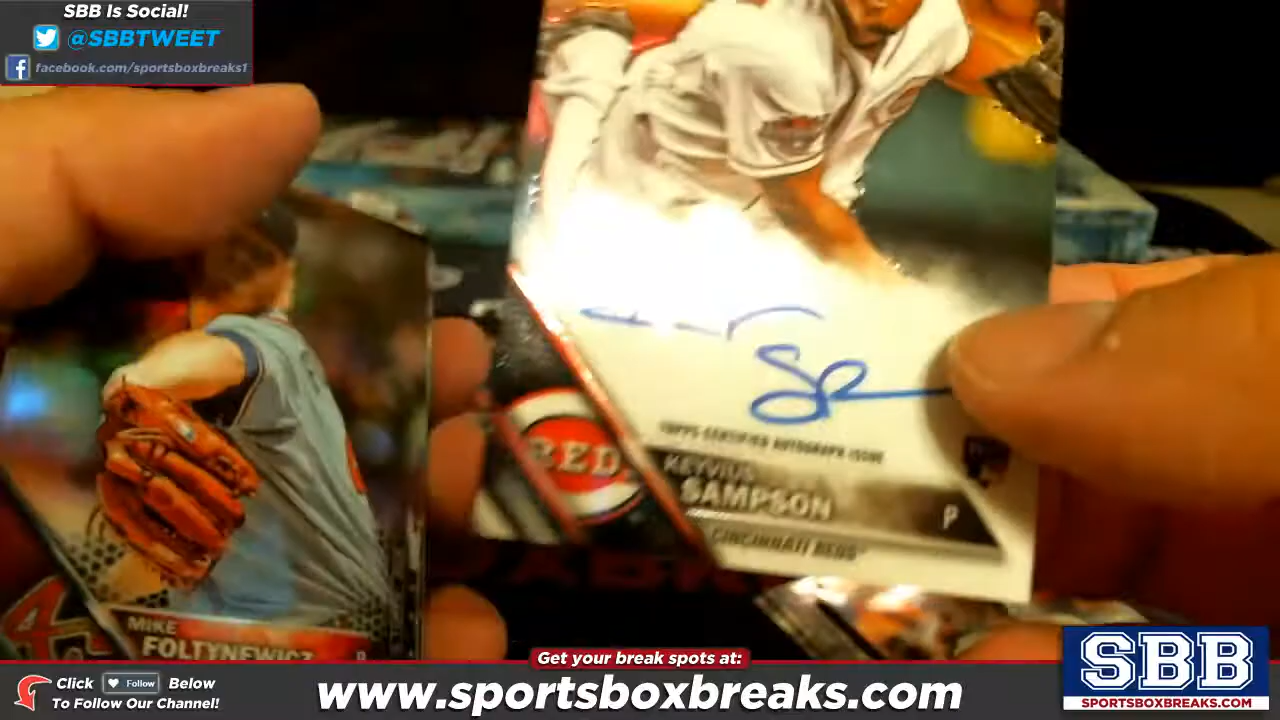 SBB Is Social!
@SBBTWEET
facebook.com/sportsboxbreaks1
TOPPS CERTIFIED AUTOGRAPH ISSUE
REDS
KEYVIUS
SAMPSON
P
CINCINNATI REDS
MIKE
FOLTYNEWICZ
P
Get your break spots at:
Click Follow Below
To Follow Our Channel!
www.sportsboxbreaks.com
SBB
SPORTSBOXBREAKS.COM